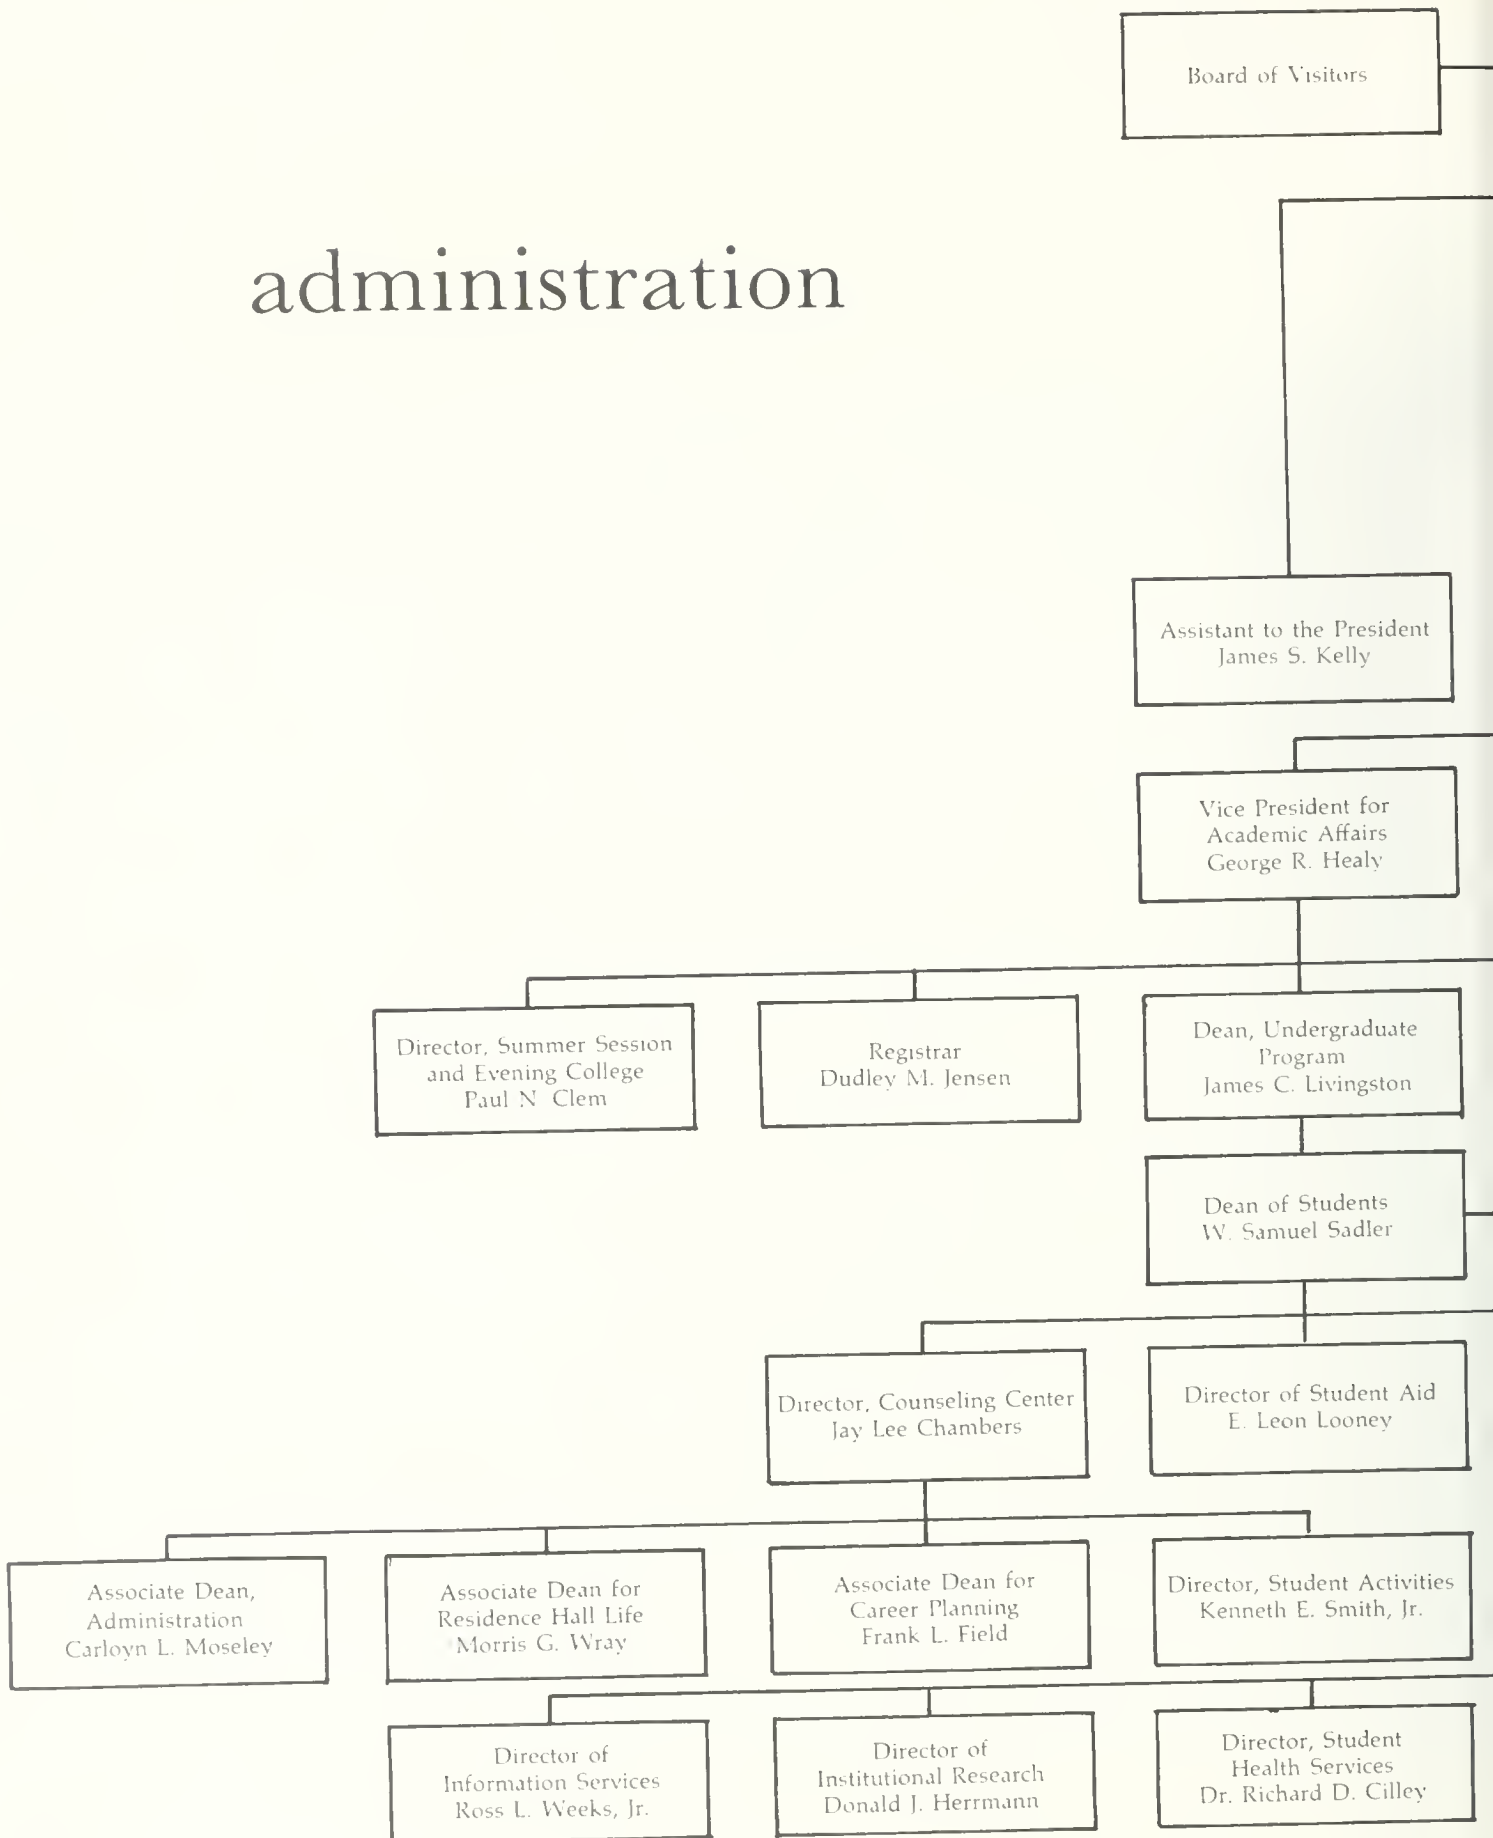 Board of Visitors
administration
Assistant to the President
James S. Kelly
Vice President for
Academic Affairs
George R. Healy
Director, Summer Session
and Evening College
Paul N. Clem
Registrar
Dudley M. Jensen
Dean, Undergraduate
Program
James C. Livingston
Dean of Students
W. Samuel Sadler
Director, Counseling Center
Jay Lee Chambers
Director of Student Aid
E. Leon Looney
Associate Dean,
Administration
Carloyn L. Moseley
Associate Dean for
Residence Hall Life
Morris G. Wray
Associate Dean for
Career Planning
Frank L. Field
Director, Student Activities
Kenneth E. Smith, Jr.
Director of
Information Services
Ross L. Weeks, Jr.
Director of
Institutional Research
Donald J. Herrmann
Director, Student
Health Services
Dr. Richard D. Cilley